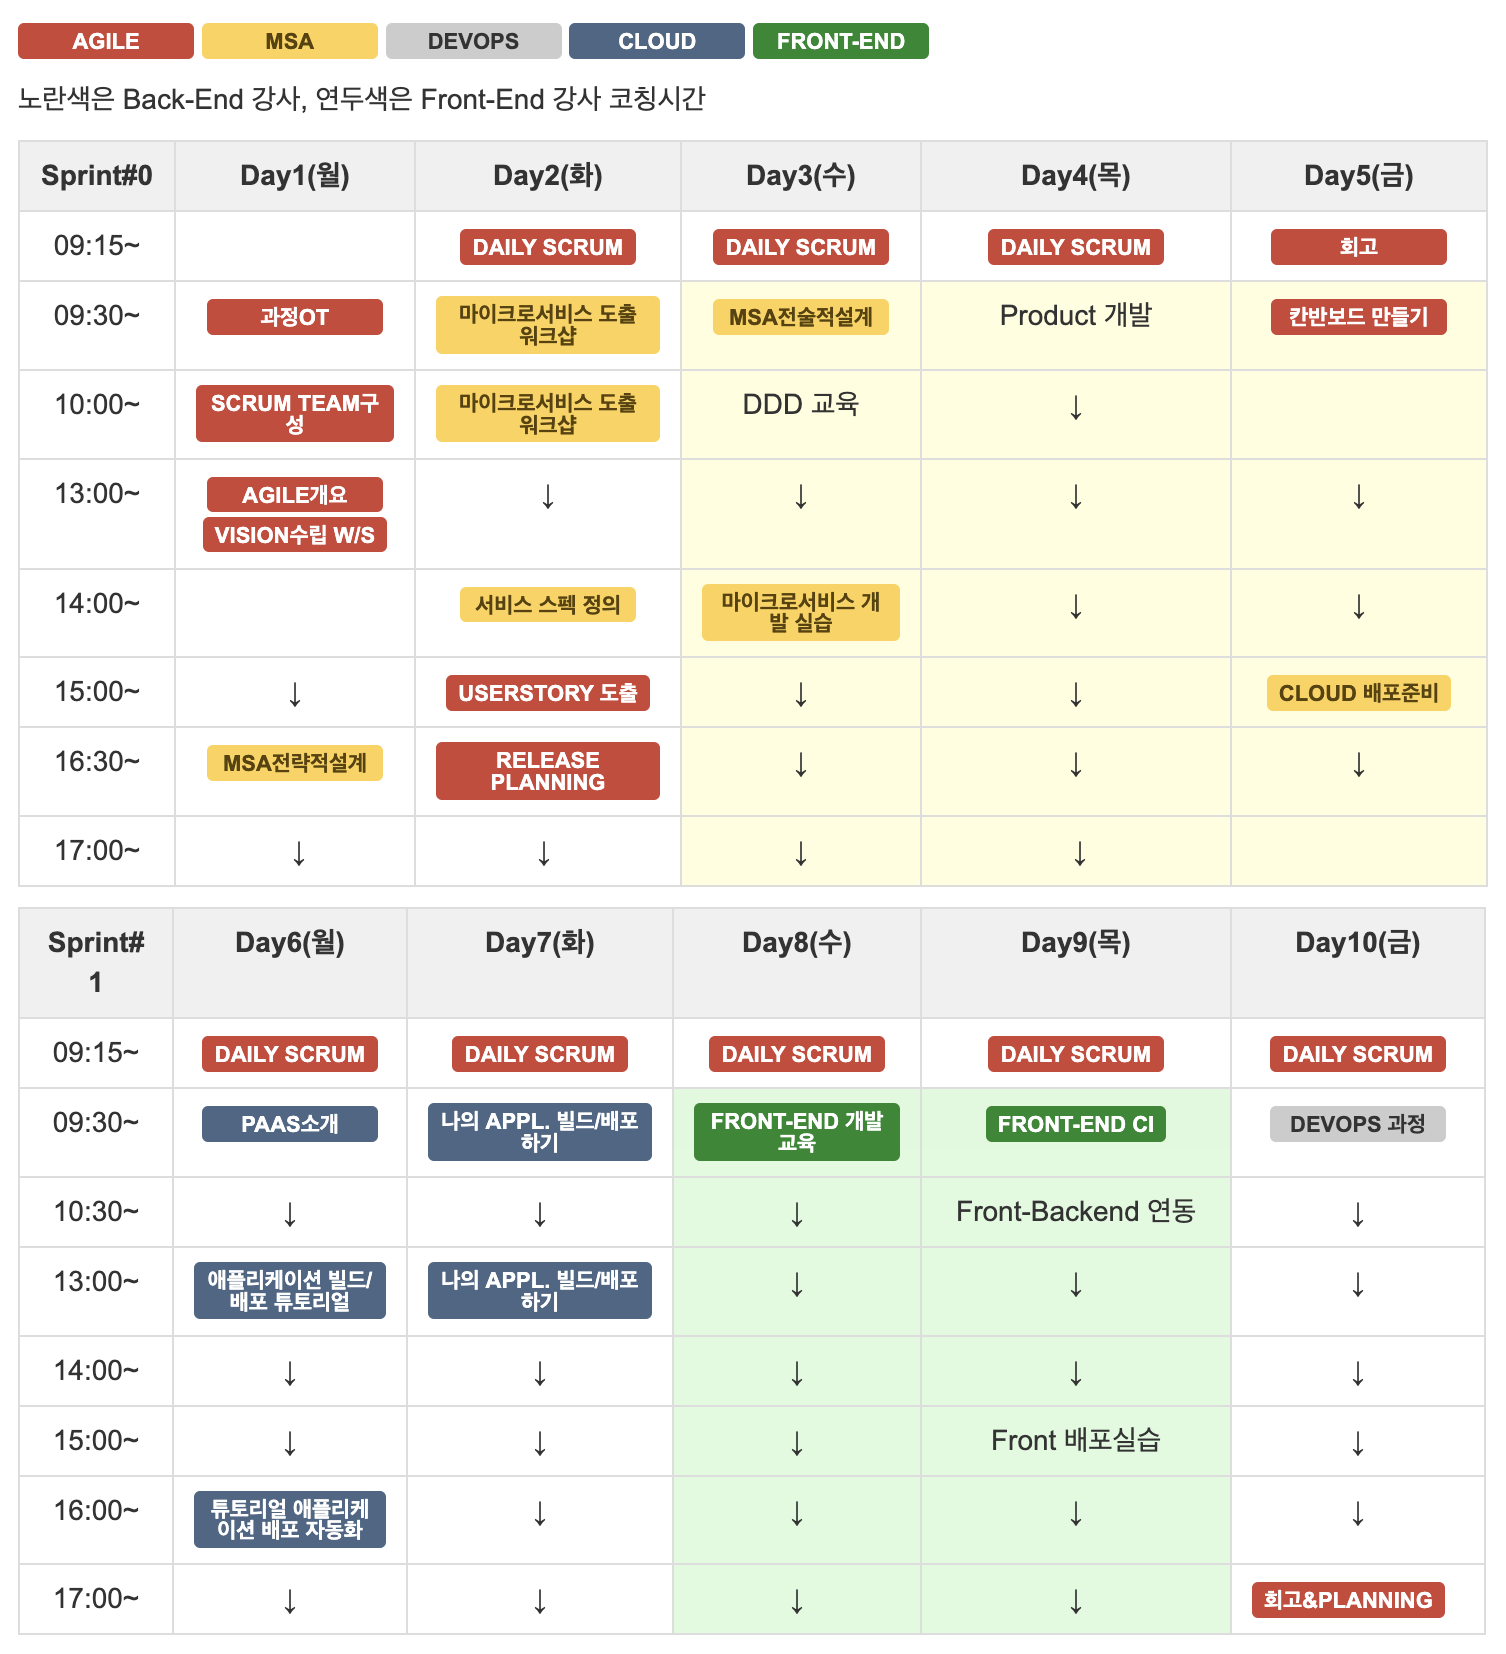 AGILE MSA DEVOPS CLOUD FRONT-END
노란색은 Back-End 강사, 연두색은 Front-End 강사 코칭시간
Sprint#0 Day1(월) Day2(화) Day3(수) Day4(목) Day5(금)
09:15~ DAILY SCRUM DAILY SCRUM DAILY SCRUM 회고
09:30~ 과정OT 마이크로서비스 도출 MSA전술적설계 Product 개발 칸반보드 만들기
워크샵
10:00~ SCRUM TEAM구 마이크로서비스 도출 DDD 교육 ↓
성 워크샵
13:00~ AGILE개요 ↓ ↓ ↓ ↓
VISION수립 W/S
14:00~ 서비스 스펙 정의 마이크로서비스 개 ↓ ↓
발 실습
15:00~ ↓ USERSTORY 도출 ↓ ↓ CLOUD 배포준비
16:30~ MSA전략적설계 RELEASE ↓ ↓ ↓
PLANNING
17:00~ ↓ ↓ ↓ ↓
Sprint# Day6(월) Day7(화) Day8(수) Day9(목) Day10(금)
1
09:15~ DAILY SCRUM DAILY SCRUM DAILY SCRUM DAILY SCRUM DAILY SCRUM
09:30~ PAAS소개 나의 APPL. 빌드/배포 FRONT-END 개발 FRONT-END CI DEVOPS 과정
하기 교육
10:30~ ↓ ↓ ↓ Front-Backend 연동 ↓
13:00~ 애플리케이션 빌드/ 나의 APPL. 빌드/배포 ↓ ↓ ↓
배포 튜토리얼 하기
14:00~ ↓ ↓ ↓ ↓ ↓
15:00~ ↓ ↓ ↓ Front 배포실습 ↓
16:00~ 튜토리얼 애플리케 ↓ ↓ ↓ ↓
이션 배포 자동화
17:00~ ↓ ↓ ↓ ↓ 회고&PLANNING